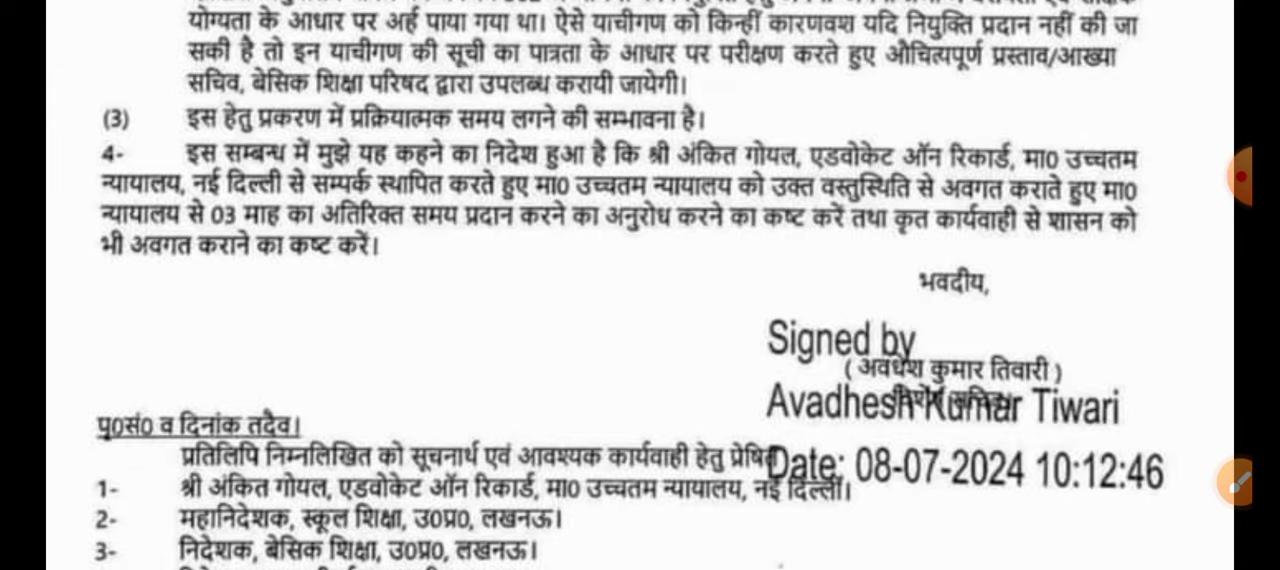 योग्यता के आधार पर अर्ह पाया गया था। ऐसे याचीगण को किन्हीं कारणवश यदि नियुक्ति प्रदान नहीं की जा
सकी है तो इन याचीगण की सूची का पात्रता के आधार पर परीक्षण करते हुए औचित्यपूर्ण प्रस्ताव/आख्या
सचिव, बेसिक शिक्षा परिषद द्वारा उपलब्ध करायी जायेगी।
(3) इस हेतु प्रकरण में प्रक्रियात्मक समय लगने की सम्भावना है।
4- इस सम्बन्ध में मुझे यह कहने का निदेश हुआ है कि श्री अंकित गोयल, एडवोकेट ऑन रिकार्ड, मा0 उच्चतम
न्यायालय, नई दिल्ली से सम्पर्क स्थापित करते हुए मा0 उच्चतम न्यायालय को उक्त वस्तुस्थिति से अवगत कराते हुए मा0
न्यायालय से 03 माह का अतिरिक्त समय प्रदान करने का अनुरोध करने का कष्ट करें तथा कृत कार्यवाही से शासन को
भी अवगत कराने का कष्ट करें।
भवदीय,
Signed by
( अवधेश कुमार तिवारी )
Avadhesh Kumar Tiwari
पृ0सं0 व दिनांक तदैव।
प्रतिलिपि निम्नलिखित को सूचनार्थ एवं आवश्यक कार्यवाही हेतु प्रेषित
Date: 08-07-2024 10:12:46
1- श्री अंकित गोयल, एडवोकेट ऑन रिकार्ड, मा0 उच्चतम न्यायालय, नई दिल्ली।
2- महानिदेशक, स्कूल शिक्षा, उ0प्र0, लखनऊ।
3- निदेशक, बेसिक शिक्षा, उ0प्र0, लखनऊ।